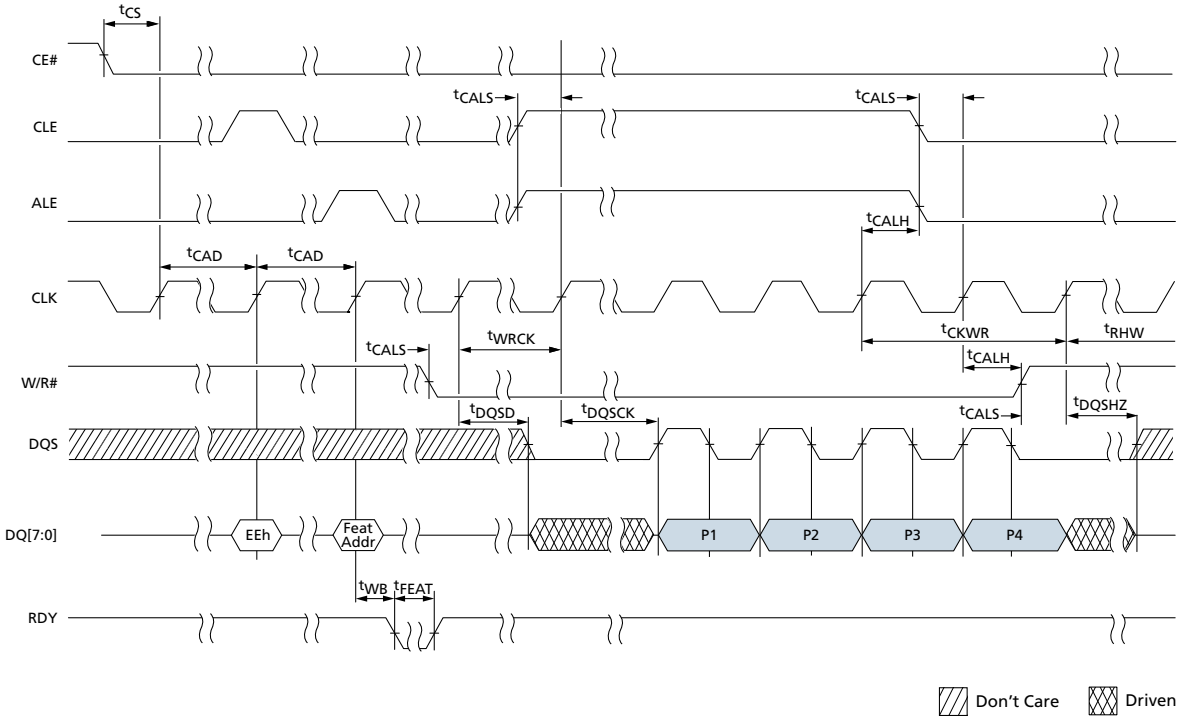 tCS
CE#
tCALS
tCALS
CLE
ALE
tCALH
tCAD
tCAD
CLK
tWRCK
tCKWR
tRHW
tCALS
tCALH
W/R#
tDQSD
tDQSCK
tCALS
tDQSHZ
DQS
DQ[7:0]
EEh
Feat
Addr
P1
P2
P3
P4
tWB
tFEAT
RDY
Don't Care
Driven